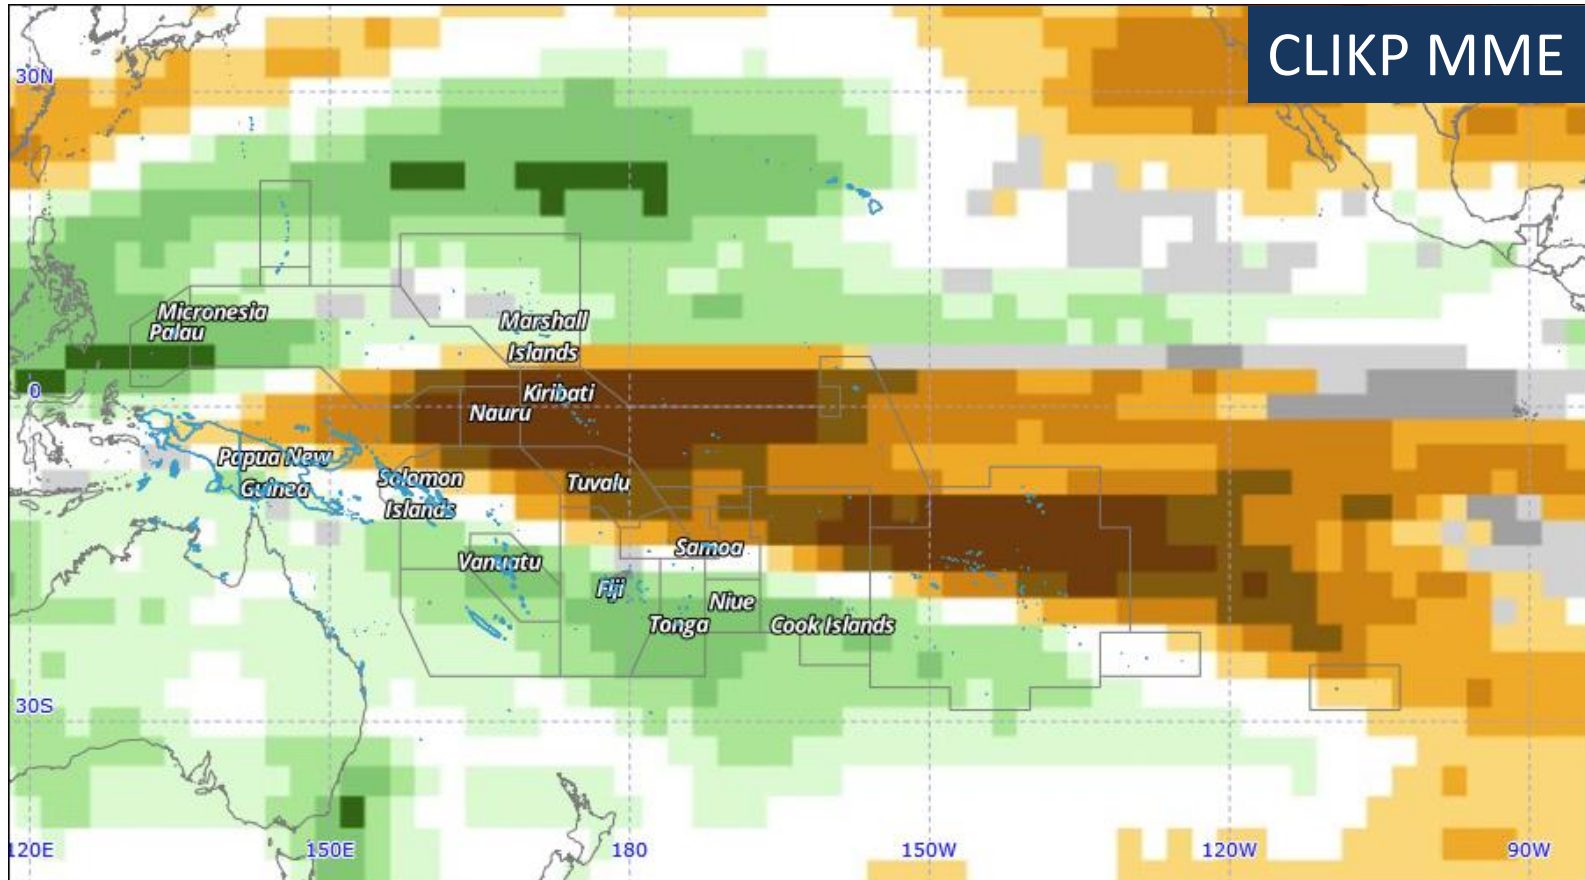 CLIKP MME
30N
Micronesia
Palau
Marshall
Islands
0
Kiribati
Nauru
Papua New
Guinea
Solomon
Islands
Tuvalu
Samoa
Vanuatu
Fiji
Niue
Tonga
Cook Islands
30S
120E
150E
180
150W
120W
90W